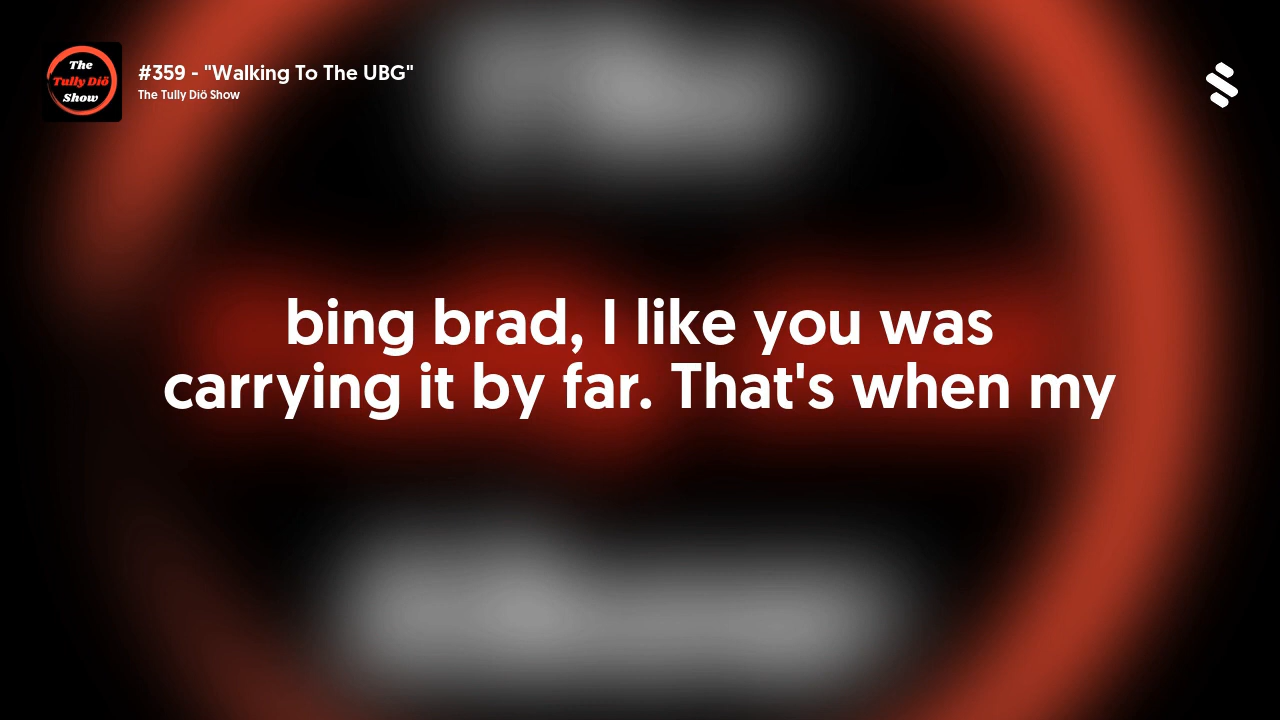 The
Tully Diö
Show
#359 - "Walking To The UBG"
The Tully Diö Show
bing brad, I like you was
carrying it by far. That's when my